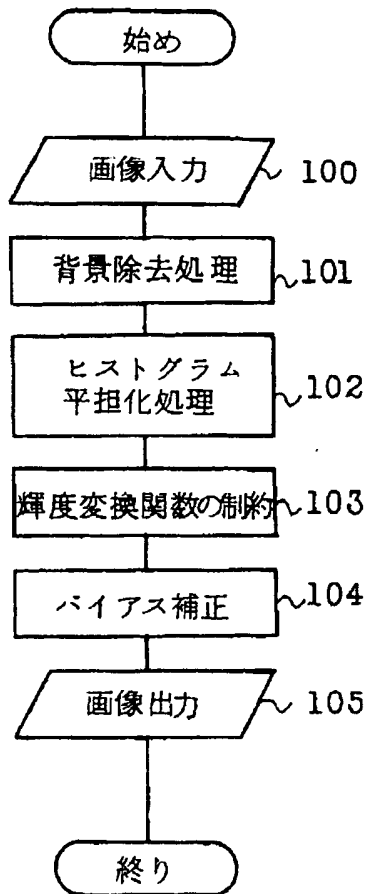 始め
画像入力 100
背景除去処理 101
ヒストグラム
平担化処理 102
輝度変換関数の制約 103
バイアス補正 104
画像出力 105
終り